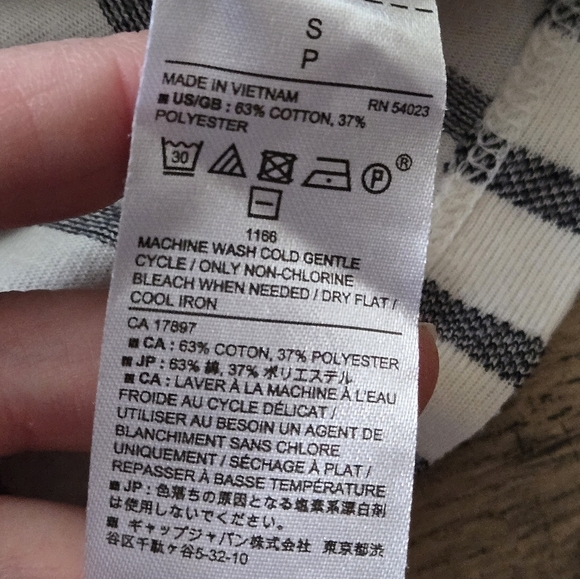 S
P
MADE IN VIETNAM RN 54023
■ US/GB : 63% COTTON, 37%
POLYESTER
30 P ®
1166
MACHINE WASH COLD GENTLE
CYCLE / ONLY NON-CHLORINE
BLEACH WHEN NEEDED / DRY FLAT /
COOL IRON
CA 17897
■ CA : 63% COTON, 37% POLYESTER
■ JP : 63% 綿, 37% ポリエステル
■ CA : LAVER À LA MACHINE À L'EAU
FROIDE AU CYCLE DÉLICAT /
UTILISER AU BESOIN UN AGENT DE
BLANCHIMENT SANS CHLORE
UNIQUEMENT / SÉCHAGE À PLAT /
REPASSER À BASSE TEMPÉRATURE
■ JP : 色落ちの原因となる塩素系漂白剤
は使用しないでください。
■ ギャップジャパン株式会社 東京都渋
谷区千駄ヶ谷5-32-10